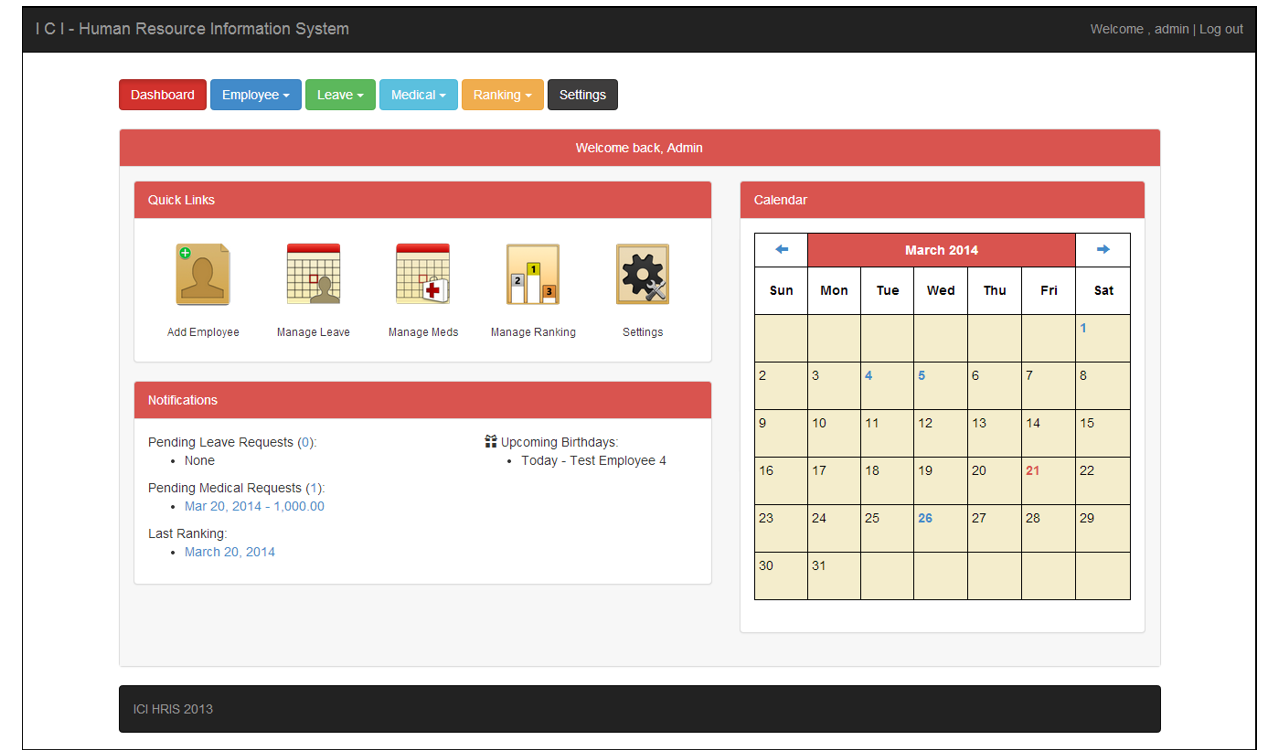 I C I - Human Resource Information System
Welcome , admin | Log out
Dashboard Employee Leave Medical Ranking Settings
Welcome back, Admin
Quick Links
2 1 3
Add Employee Manage Leave Manage Meds Manage Ranking Settings
Notifications
Pending Leave Requests (0):
• None
Pending Medical Requests (1):
• Mar 20, 2014 - 1,000.00
Last Ranking:
• March 20, 2014
Upcoming Birthdays:
• Today - Test Employee 4
Calendar
March 2014
Sun Mon Tue Wed Thu Fri Sat
1
2 3 4 5 6 7 8
9 10 11 12 13 14 15
16 17 18 19 20 21 22
23 24 25 26 27 28 29
30 31
ICI HRIS 2013